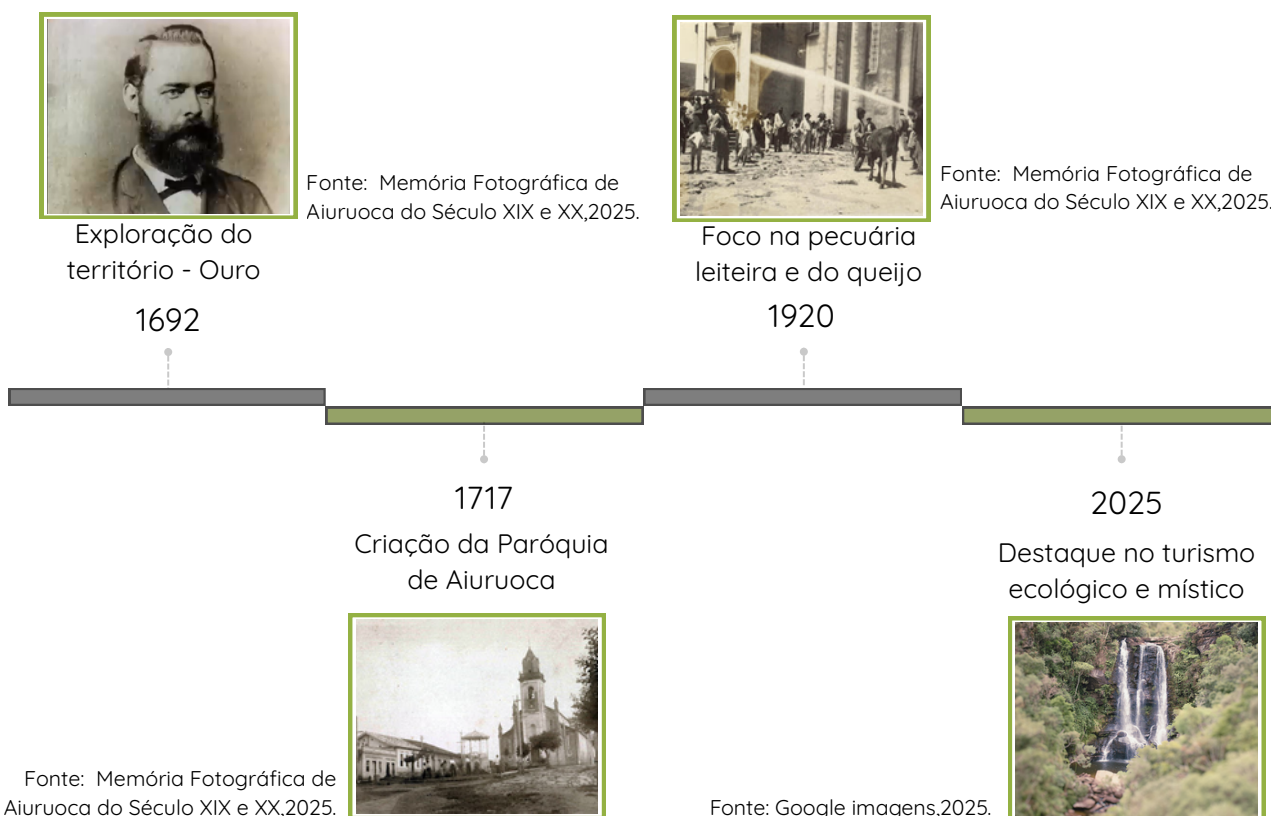 Fonte:  Memória Fotográfica de
Aiuruoca do Século XIX e XX,2025.
Exploração do
território - Ouro
1692
Fonte:  Memória Fotográfica de
Aiuruoca do Século XIX e XX,2025.
Foco na pecuária
leiteira e do queijo
1920
1717
Criação da Paróquia
de Aiuruoca
Fonte:  Memória Fotográfica de
Aiuruoca do Século XIX e XX,2025.
2025
Destaque no turismo
ecológico e místico
Fonte: Google imagens,2025.